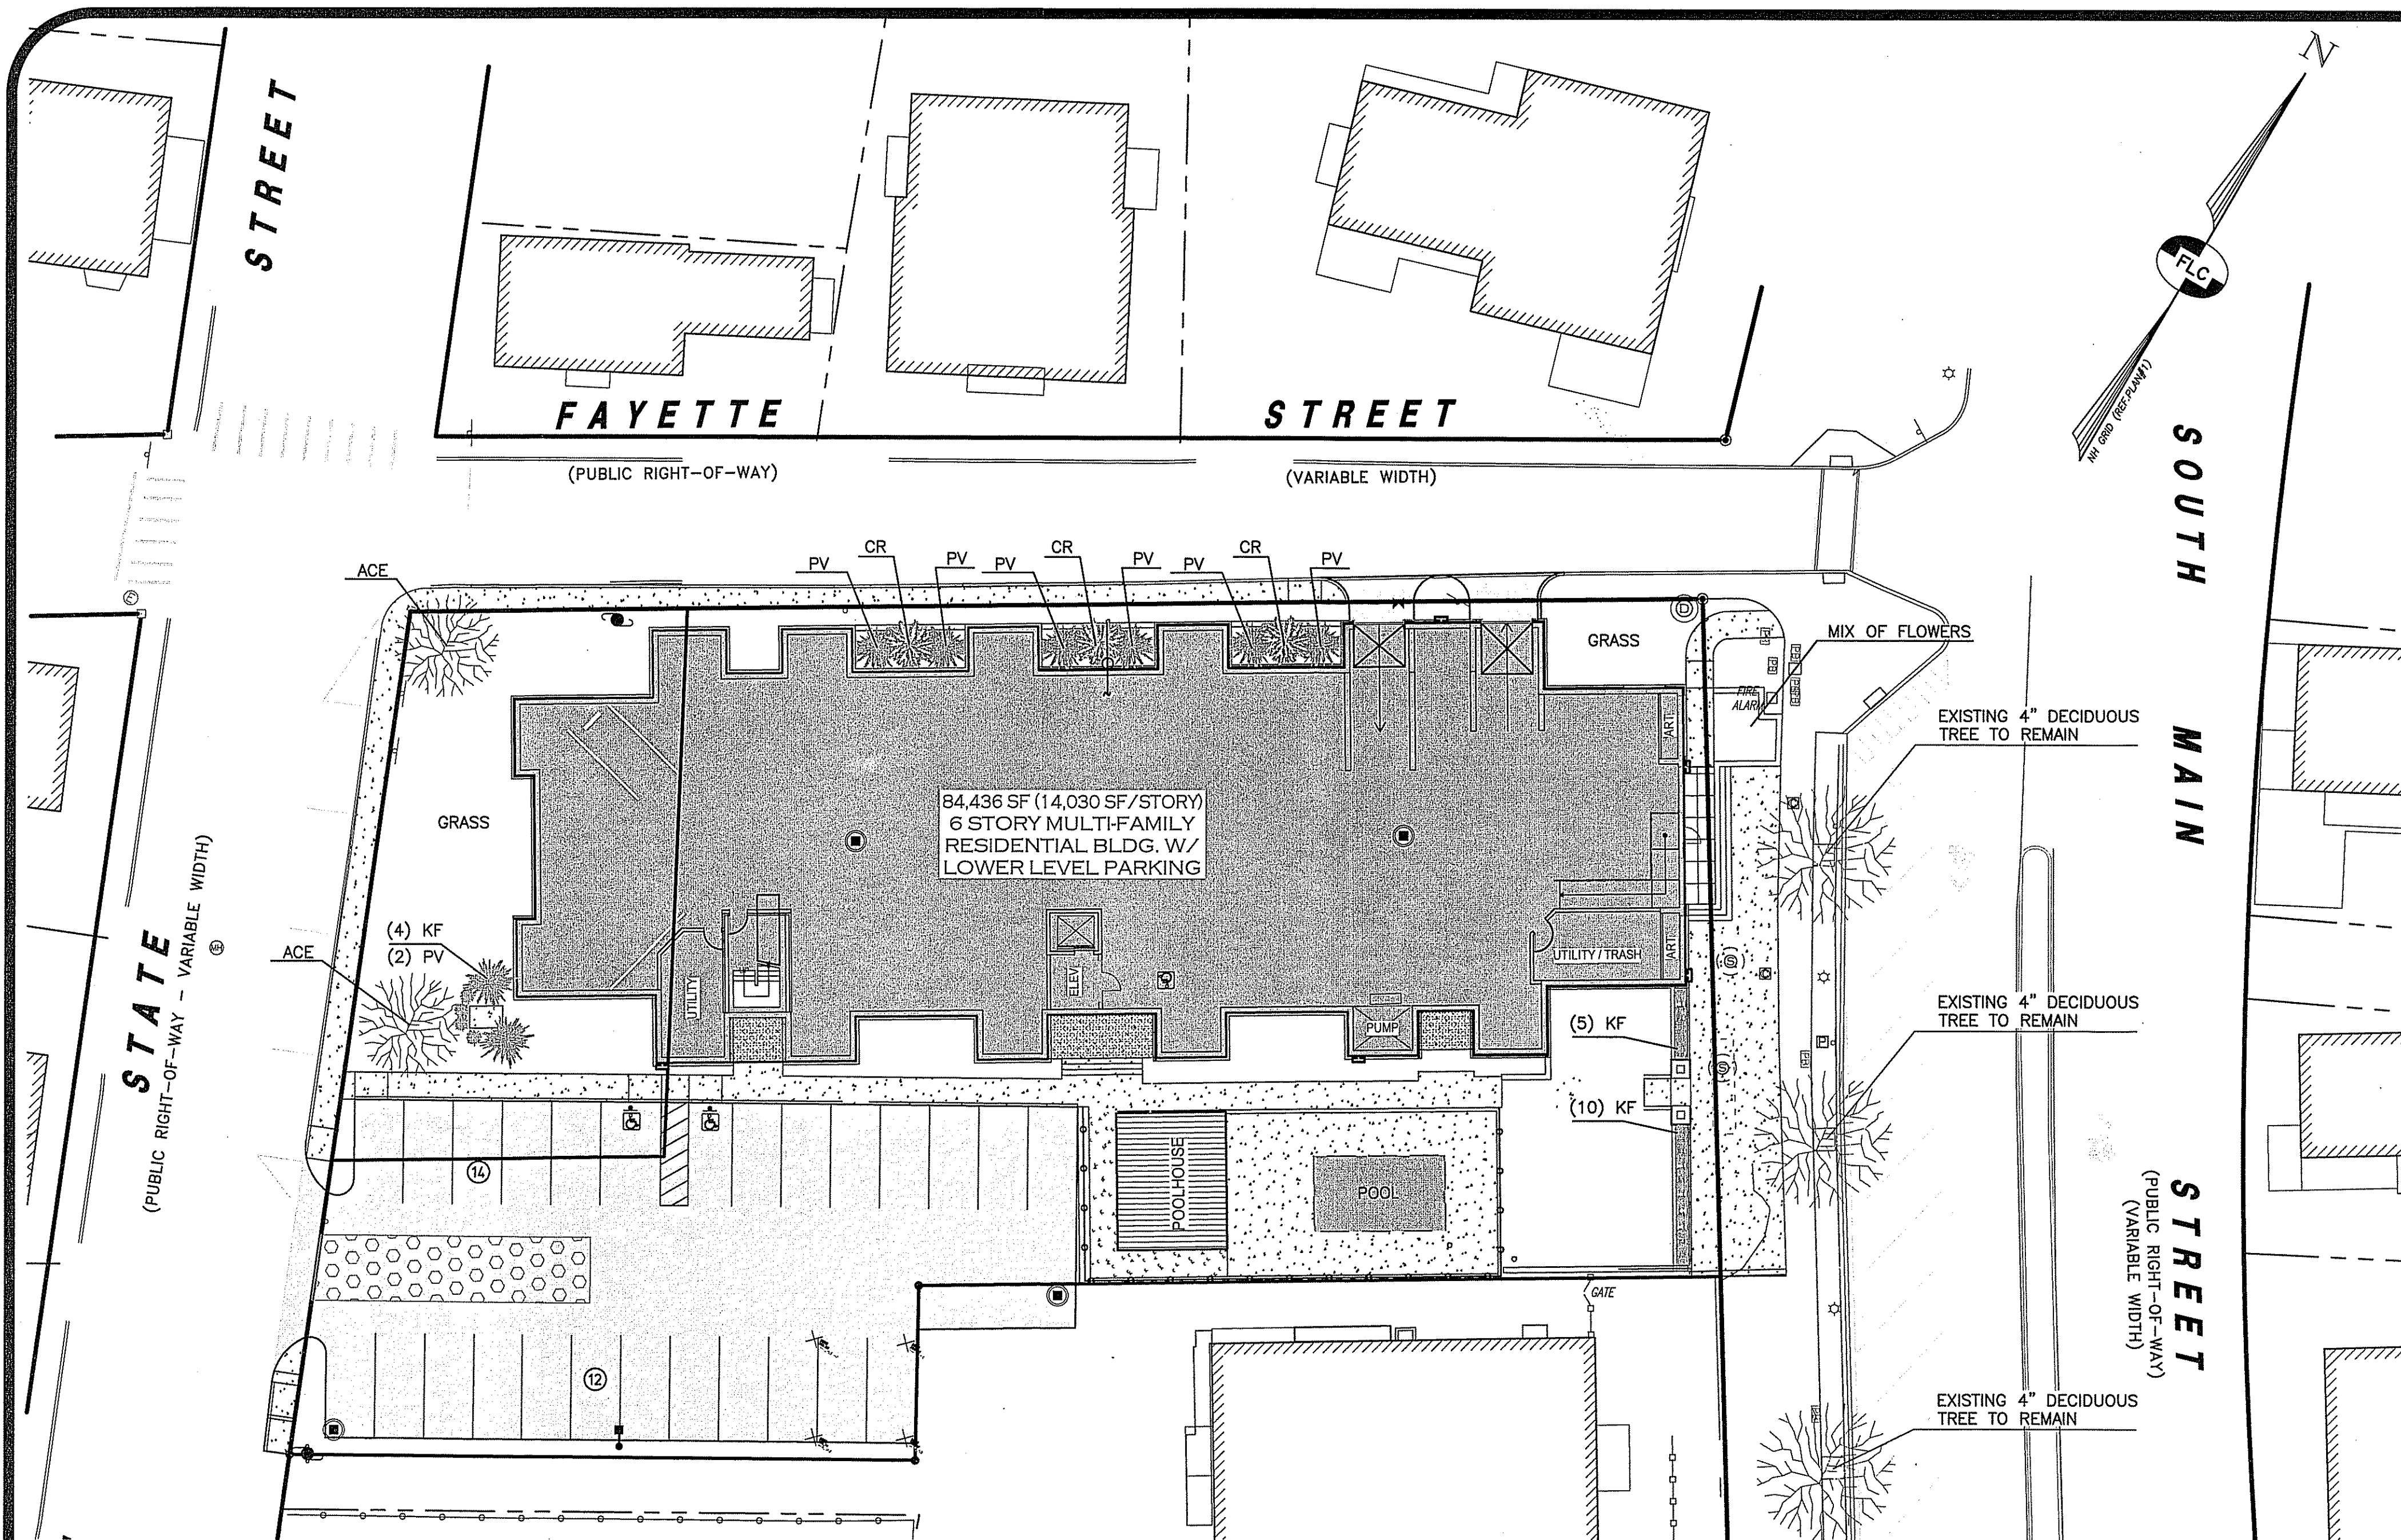 N
STREET
FLC
NH GRID (REF.PLAN#1)
FAYETTE STREET
(PUBLIC RIGHT-OF-WAY)
(VARIABLE WIDTH)
SOUTH MAIN STREET
(PUBLIC RIGHT-OF-WAY)
(VARIABLE WIDTH)
ACE
PV
CR
PV
PV
CR
PV
PV
CR
PV
D
GRASS
MIX OF FLOWERS
FIRE
ALARM
ARTI.
EXISTING 4" DECIDUOUS
TREE TO REMAIN
84,436 SF (14,030 SF/STORY)
6 STORY MULTI-FAMILY
RESIDENTIAL BLDG. W/
LOWER LEVEL PARKING
GRASS
STATE
(PUBLIC RIGHT-OF-WAY - VARIABLE WIDTH)
MH
ACE
(4) KF
(2) PV
UTILITY
ELEV.
UTILITY / TRASH
ARTI.
S
PUMP
(5) KF
EXISTING 4" DECIDUOUS
TREE TO REMAIN
P
S
(10) KF
14
POOLHOUSE
POOL
GATE
12
EXISTING 4" DECIDUOUS
TREE TO REMAIN